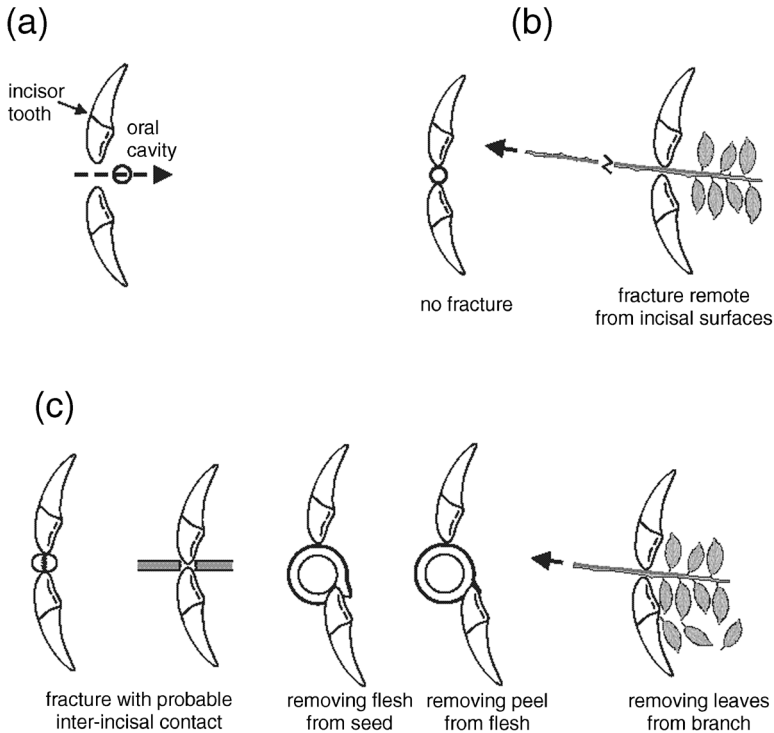 (a)
(b)
incisor
tooth
oral
cavity
no fracture
fracture remote
from incisal surfaces
(c)
fracture with probable
inter-incisal contact
removing flesh
from seed
removing peel
from flesh
removing leaves
from branch